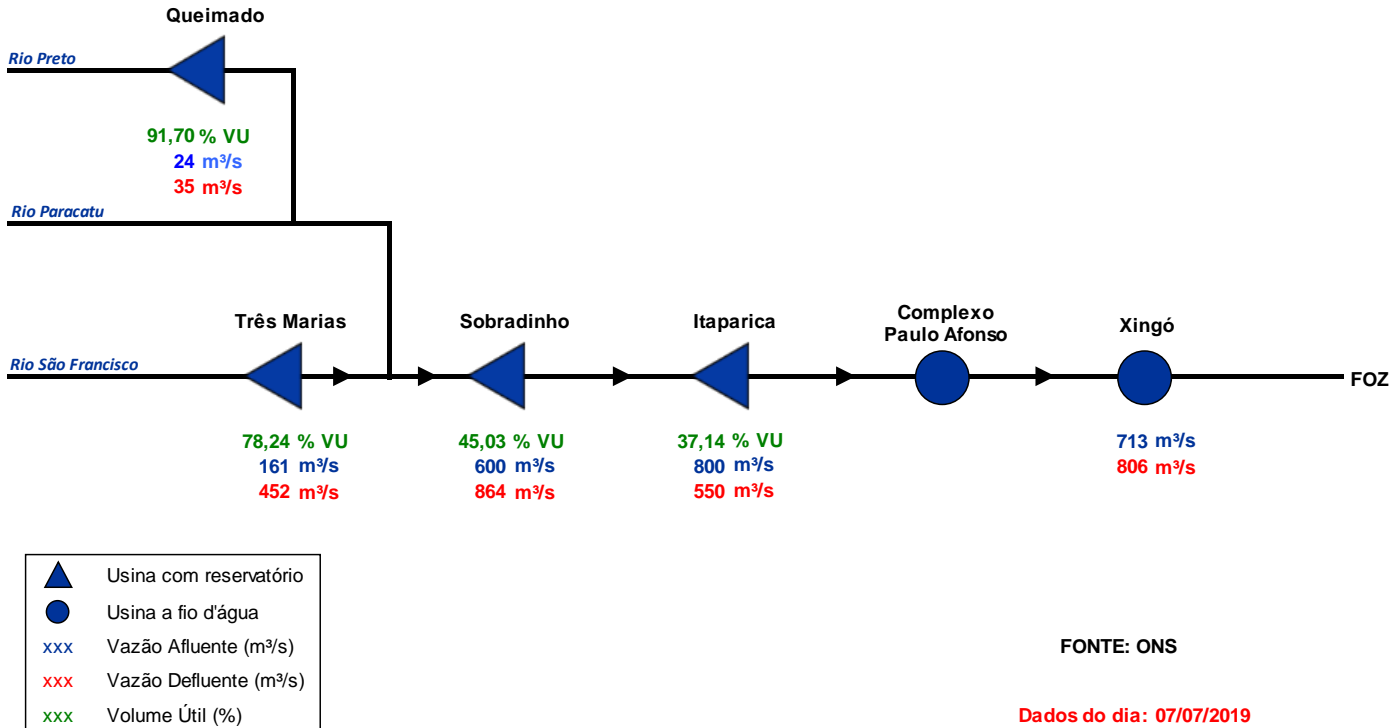 Queimado
Rio Preto
91,70 % VU
24 m³/s
35 m³/s
Rio Paracatu
Três Marias
Sobradinho
Itaparica
Complexo
Paulo Afonso
Xingó
Rio São Francisco
FOZ
78,24 % VU
161 m³/s
452 m³/s
45,03 % VU
600 m³/s
864 m³/s
37,14 % VU
800 m³/s
550 m³/s
713 m³/s
806 m³/s
Usina com reservatório
Usina a fio d'água
xxx Vazão Afluente (m³/s)
xxx Vazão Defluente (m³/s)
xxx Volume Útil (%)
FONTE: ONS
Dados do dia: 07/07/2019